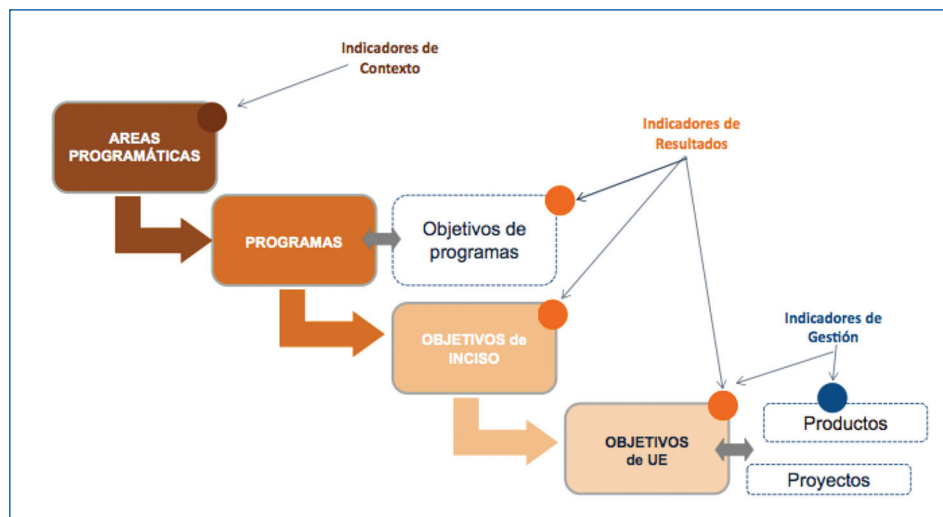 Indicadores de
Contexto
AREAS
PROGRAMÁTICAS
Indicadores de
Resultados
PROGRAMAS
Objetivos de
programas
OBJETIVOS de
INCISO
Indicadores de
Gestión
OBJETIVOS
de UE
Productos
Proyectos